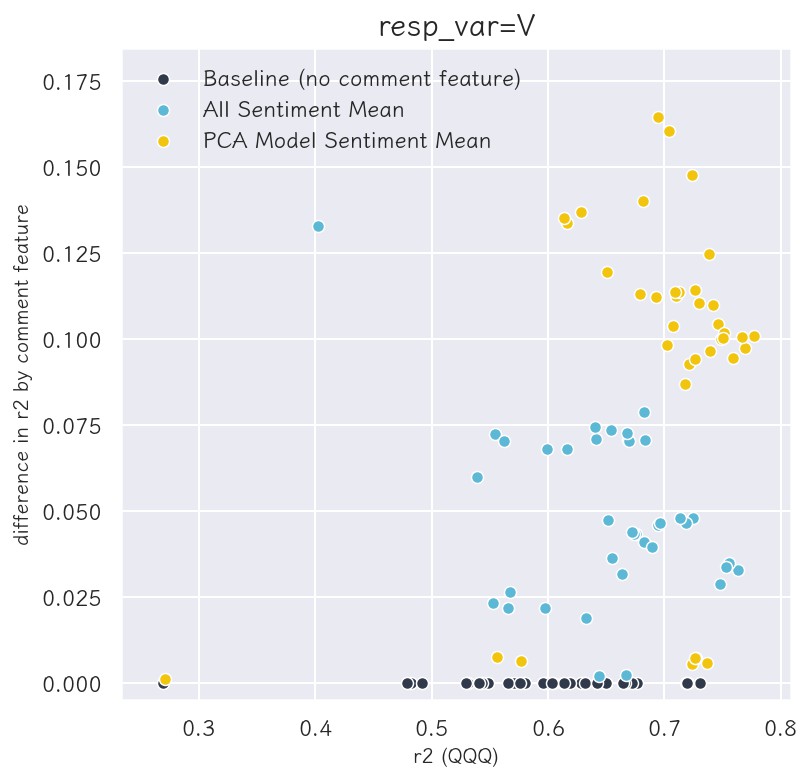 resp_var=V
Baseline (no comment feature)
All Sentiment Mean
PCA Model Sentiment Mean
difference in r2 by comment feature
0.175
0.150
0.125
0.100
0.075
0.050
0.025
0.000
0.3 0.4 0.5 0.6 0.7 0.8
r2 (QQQ)